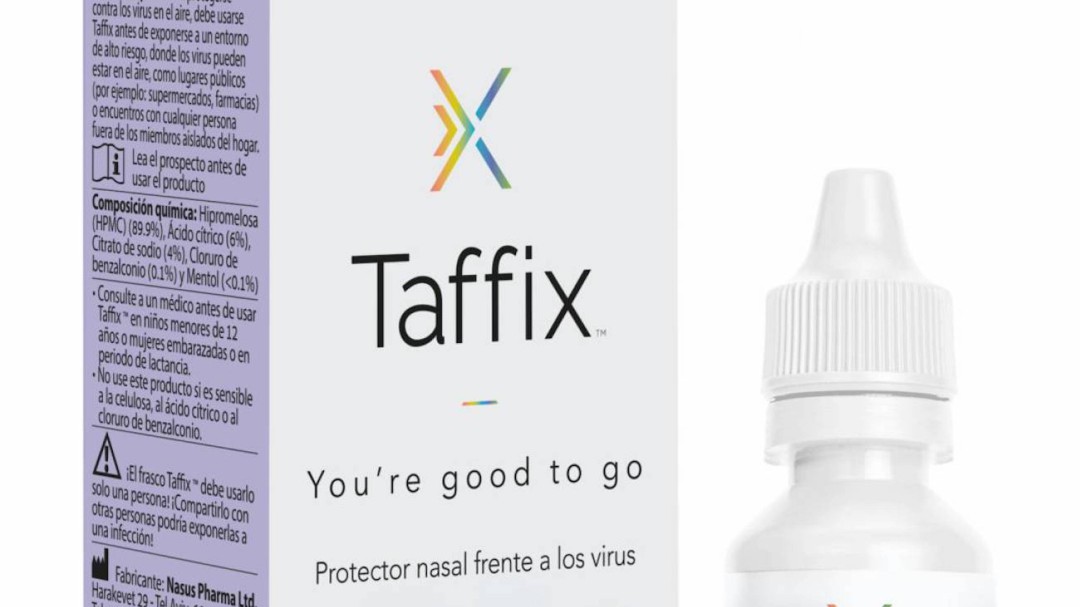 contra los virus en el aire, debe usarse
Taffix antes de exponerse a un entorno
de alto riesgo, donde los virus pueden
estar en el aire, como lugares públicos
(por ejemplo: supermercados, farmacias)
o encuentros con cualquier persona
fuera de los miembros aislados del hogar.
Lea el prospecto antes de
usar el producto
Composición química: Hipromelosa
(HPMC) (89.9%), Ácido cítrico (6%),
Citrato de sodio (4%), Cloruro de
benzalconio (0.1%) y Mentol (<0.1%)
• Consulte a un médico antes de usar
Taffix™ en niños menores de 12
años o mujeres embarazadas o en
periodo de lactancia.
• No use este producto si es sensible
a la celulosa, al ácido cítrico o al
cloruro de benzalconio.
¡El frasco Taffix™ debe usarlo
solo una persona! ¡Compartirlo con
otras personas podría exponerlas a
una infección!
Fabricante: Nasus Pharma Ltd.
Harakevet 29 - Tel Aviv,
Taffix™
You're good to go
Protector nasal frente a los virus